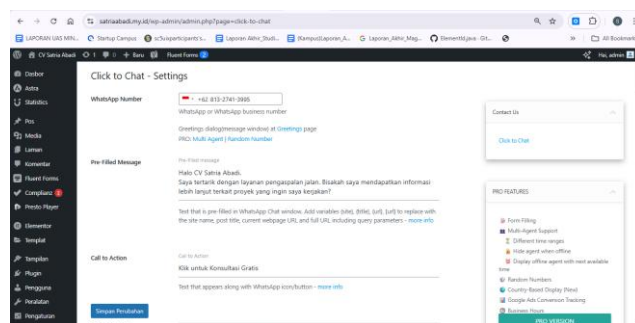 satriaabadi.my.id/wp-admin/admin.php?page=click-to-chat
LAPORAN UAS MIN...
Startup Campus
Laporan Akhir_Studi...
Laporan_Akhir_Mag...
All Bookmark
CV Satria Abadi
1
0
+ Baru
Fluent Forms
Hai, admin
Dasbor
Astra
Statistics
Pos
Media
Laman
Komentar
Fluent Forms
Complianz
Presto Player
Elementor
Templat
Tampilan
Plugin
Pengguna
Peralatan
Pengaturan
Click to Chat - Settings
WhatsApp Number
+62 813-2741-3995
WhatsApp or WhatsApp business number
Greetings dialog(message window) at Greetings page
PRO: Multi Agent | Random Number
Pre-Filled Message
Pre-filled message
Halo CV Satria Abadi.
Saya tertarik dengan layanan pengaspalan jalan. Bisakah saya mendapatkan informasi
lebih lanjut terkait proyek yang ingin saya kerjakan?
Text that is pre-filled in WhatsApp Chat window. Add variables {site}, {title}, {url}, [url] to replace with
the site name, post title, current webpage URL and full URL including query parameters - more info
Call to Action
Call to Action
Klik untuk Konsultasi Gratis
Text that appears along with WhatsApp icon/button - more info
Simpan Perubahan
Contact Us
Click to Chat
PRO FEATURES
Form Filling
Multi-Agent Support
Different time ranges
Hide agent when offline
Display offline agent with next available
time
Random Numbers
Country-Based Display (New)
Google Ads Conversion Tracking
Business Hours
PRO VERSION